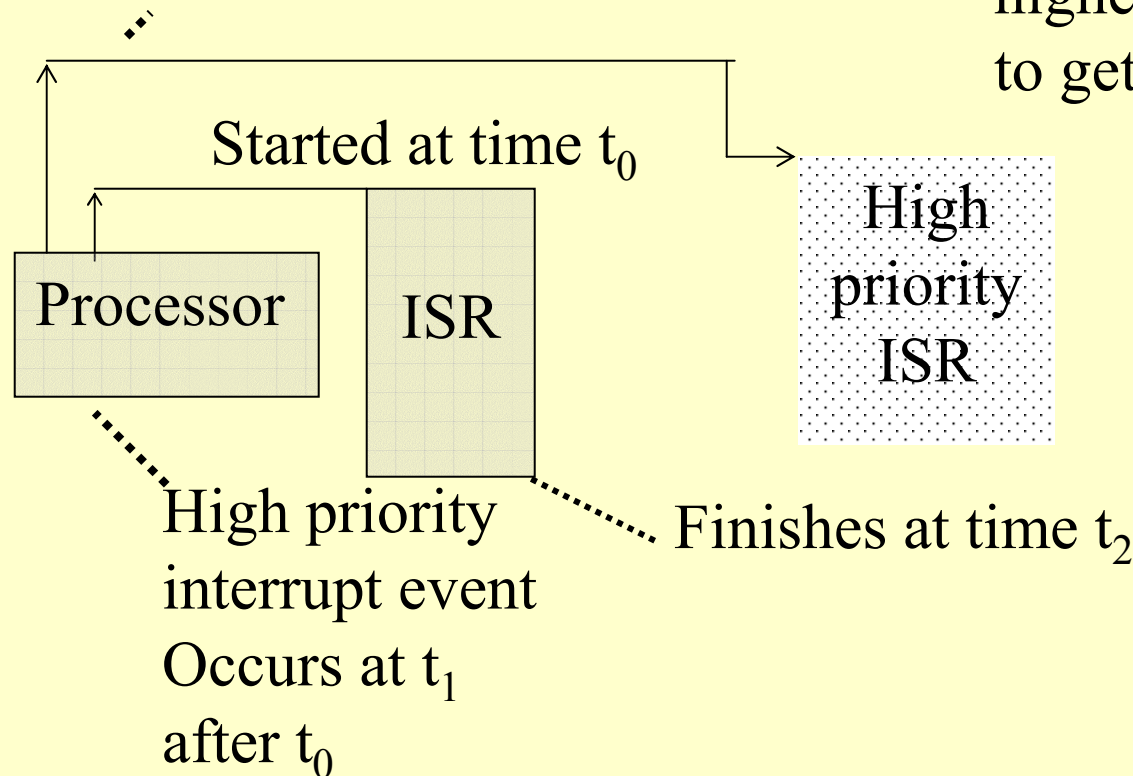 to get
Started at time t₀
High
priority
ISR
Processor
ISR
High priority
interrupt event
Occurs at t₁
after t₀
Finishes at time t₂